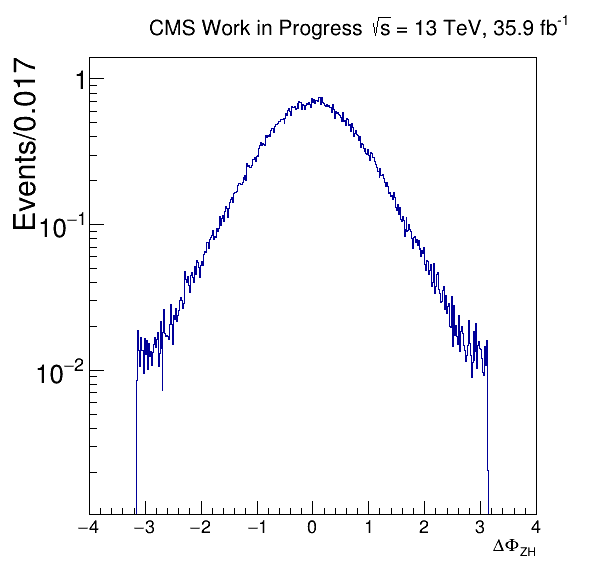 CMS Work in Progress √s = 13 TeV, 35.9 fb⁻¹
Events/0.017
1
10⁻¹
10⁻²
−4 −3 −2 −1 0 1 2 3 4
ΔΦ_ZH